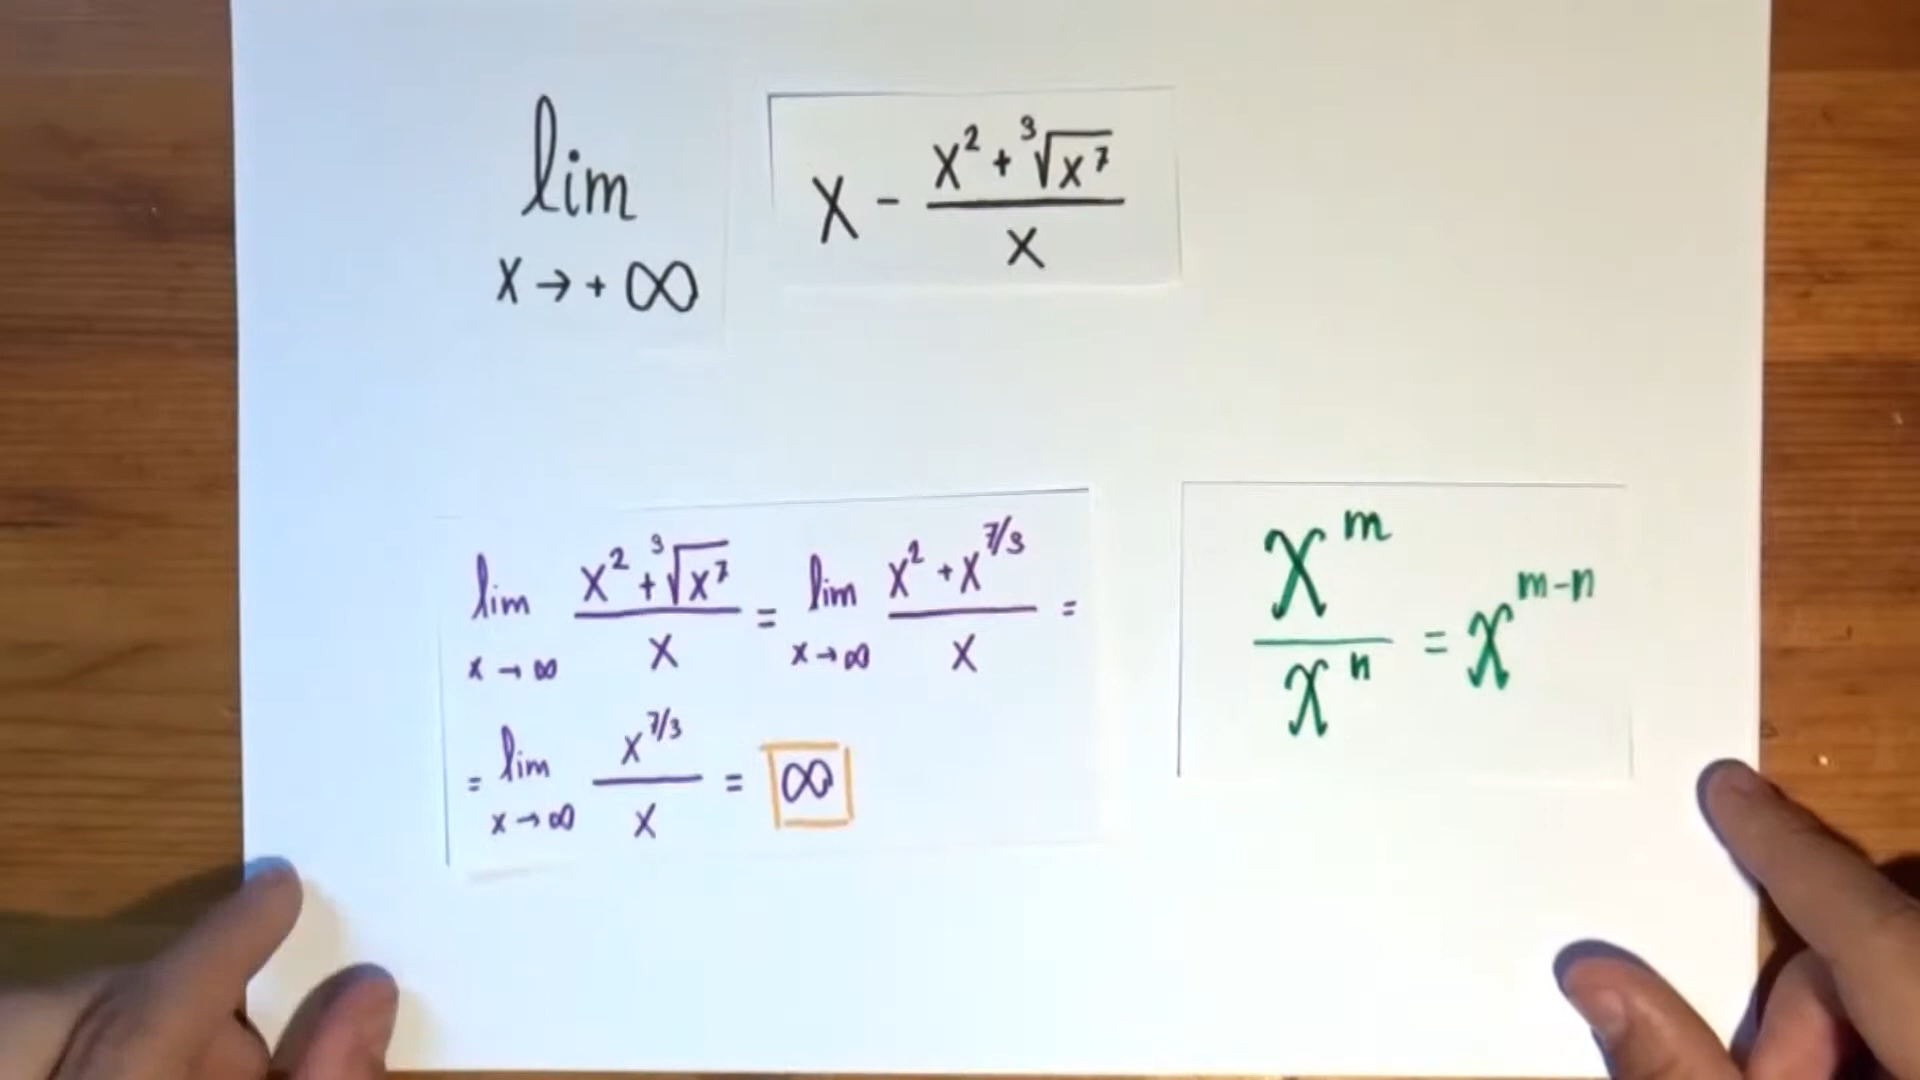 lim x→+∞ x - (x² + ∛x⁷)/x
lim x→∞ (x² + ∛x⁷)/x = lim x→∞ (x² + x^7/3)/x =
= lim x→∞ x^7/3/x = ∞
x^m/x^n = x^m-n